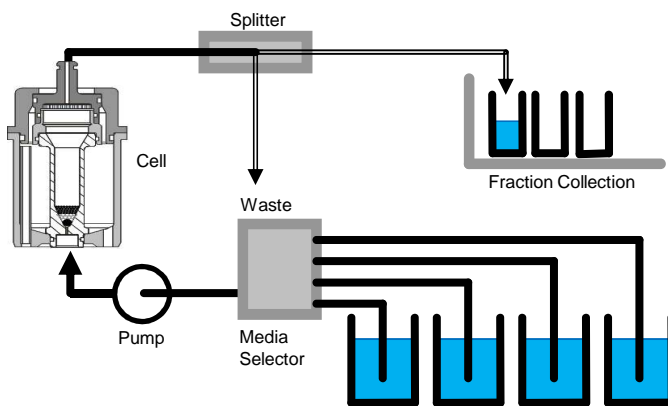 Splitter
Cell
Fraction Collection
Waste
Pump
Media
Selector